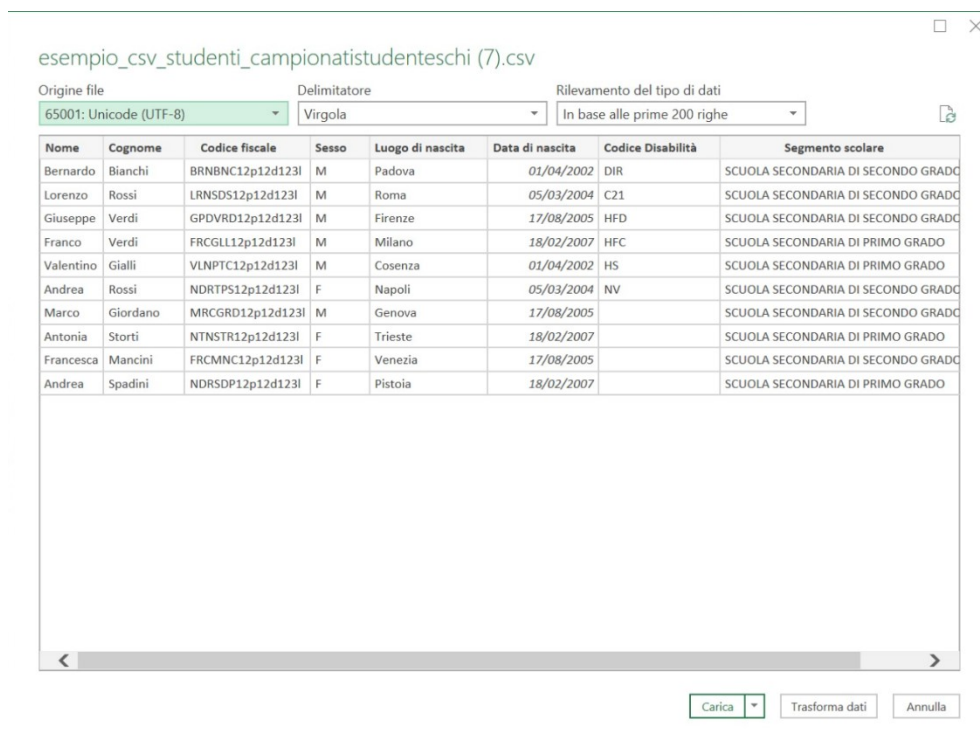 esempio_csv_studenti_campionatistudenteschi (7).csv
Origine file Delimitatore Rilevamento del tipo di dati
65001: Unicode (UTF-8) Virgola In base alle prime 200 righe
Nome Cognome Codice fiscale Sesso Luogo di nascita Data di nascita Codice Disabilità Segmento scolare
Bernardo Bianchi BRNBNC12p12d123l M Padova 01/04/2002 DIR SCUOLA SECONDARIA DI SECONDO GRADO
Lorenzo Rossi LRNSDS12p12d123l M Roma 05/03/2004 C21 SCUOLA SECONDARIA DI SECONDO GRADO
Giuseppe Verdi GPDVRD12p12d123l M Firenze 17/08/2005 HFD SCUOLA SECONDARIA DI SECONDO GRADO
Franco Verdi FRCGLL12p12d123l M Milano 18/02/2007 HFC SCUOLA SECONDARIA DI PRIMO GRADO
Valentino Gialli VLNPTC12p12d123l M Cosenza 01/04/2002 HS SCUOLA SECONDARIA DI PRIMO GRADO
Andrea Rossi NDRTPS12p12d123l F Napoli 05/03/2004 NV SCUOLA SECONDARIA DI SECONDO GRADO
Marco Giordano MRCGRD12p12d123l M Genova 17/08/2005 SCUOLA SECONDARIA DI SECONDO GRADO
Antonia Storti NTNSTR12p12d123l F Trieste 18/02/2007 SCUOLA SECONDARIA DI PRIMO GRADO
Francesca Mancini FRCMNC12p12d123l F Venezia 17/08/2005 SCUOLA SECONDARIA DI SECONDO GRADO
Andrea Spadini NDRSDP12p12d123l F Pistoia 18/02/2007 SCUOLA SECONDARIA DI PRIMO GRADO
Carica Trasforma dati Annulla